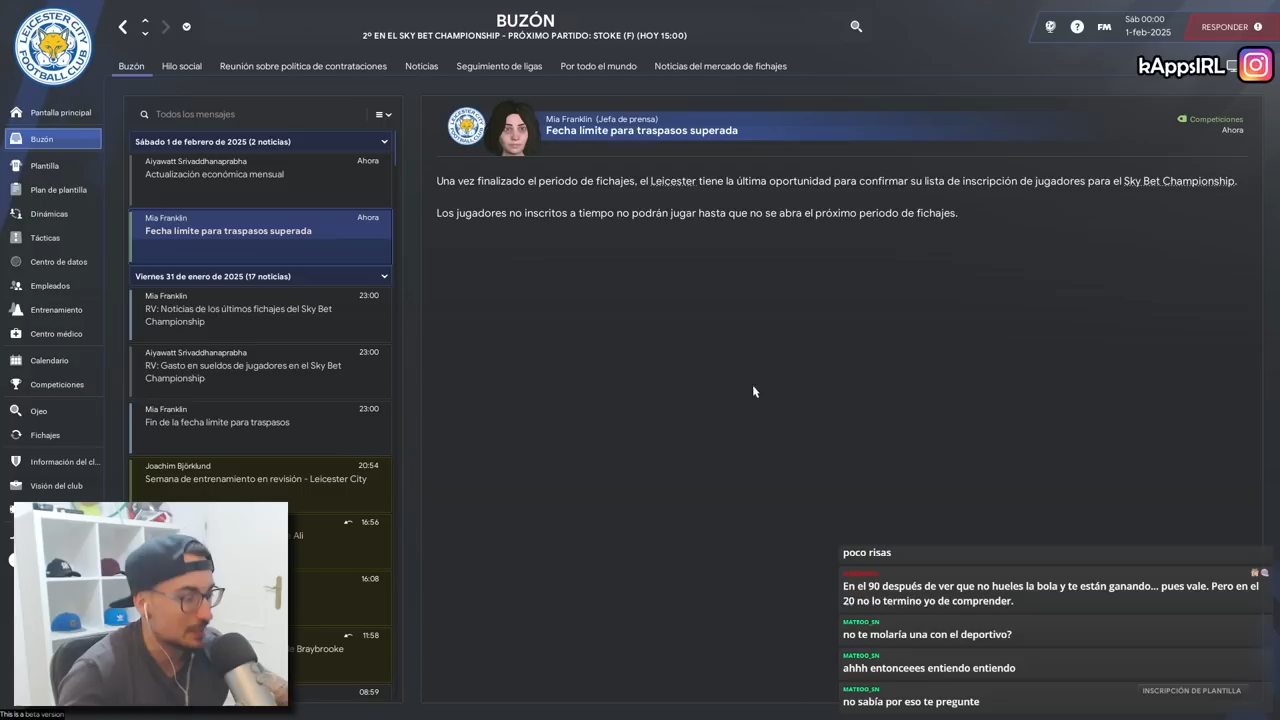 LEICESTER CITY
FOOTBALL CLUB
BUZÓN
2º EN EL SKY BET CHAMPIONSHIP - PRÓXIMO PARTIDO: STOKE (F) (HOY 15:00)
?
FM
Sáb 00:00
1-feb-2025
RESPONDER
kAppsIRL
Buzón
Hilo social
Reunión sobre política de contrataciones
Noticias
Seguimiento de ligas
Por todo el mundo
Noticias del mercado de fichajes
Pantalla principal
Buzón
Plantilla
Plan de plantilla
Dinámicas
Tácticas
Centro de datos
Empleados
Entrenamiento
Centro médico
Calendario
Competiciones
Ojeo
Fichajes
Información del cl...
Visión del club
Todos los mensajes
Sábado 1 de febrero de 2025 (2 noticias)
Aiyawatt Srivaddhanaprabha Ahora
Actualización económica mensual
Mia Franklin Ahora
Fecha límite para traspasos superada
Viernes 31 de enero de 2025 (17 noticias)
Mia Franklin 23:00
RV: Noticias de los últimos fichajes del Sky Bet
Championship
Aiyawatt Srivaddhanaprabha 23:00
RV: Gasto en sueldos de jugadores en el Sky Bet
Championship
Mia Franklin 23:00
Fin de la fecha límite para traspasos
Joachim Björklund 20:54
Semana de entrenamiento en revisión - Leicester City
16:56
Ali
16:08
11:58
e Braybrooke
08:59
Mia Franklin (Jefa de prensa)
Fecha límite para traspasos superada
Competiciones
Ahora
Una vez finalizado el periodo de fichajes, el Leicester tiene la última oportunidad para confirmar su lista de inscripción de jugadores para el Sky Bet Championship.
Los jugadores no inscritos a tiempo no podrán jugar hasta que no se abra el próximo periodo de fichajes.
poco risas
En el 90 después de ver que no hueles la bola y te están ganando... pues vale. Pero en el
20 no lo termino yo de comprender.
MATEOO_SN
no te molaría una con el deportivo?
MATEOO_SN
ahhh entonceees entiendo entiendo
MATEOO_SN
no sabía por eso te pregunte
INSCRIPCIÓN DE PLANTILLA
This is a beta version